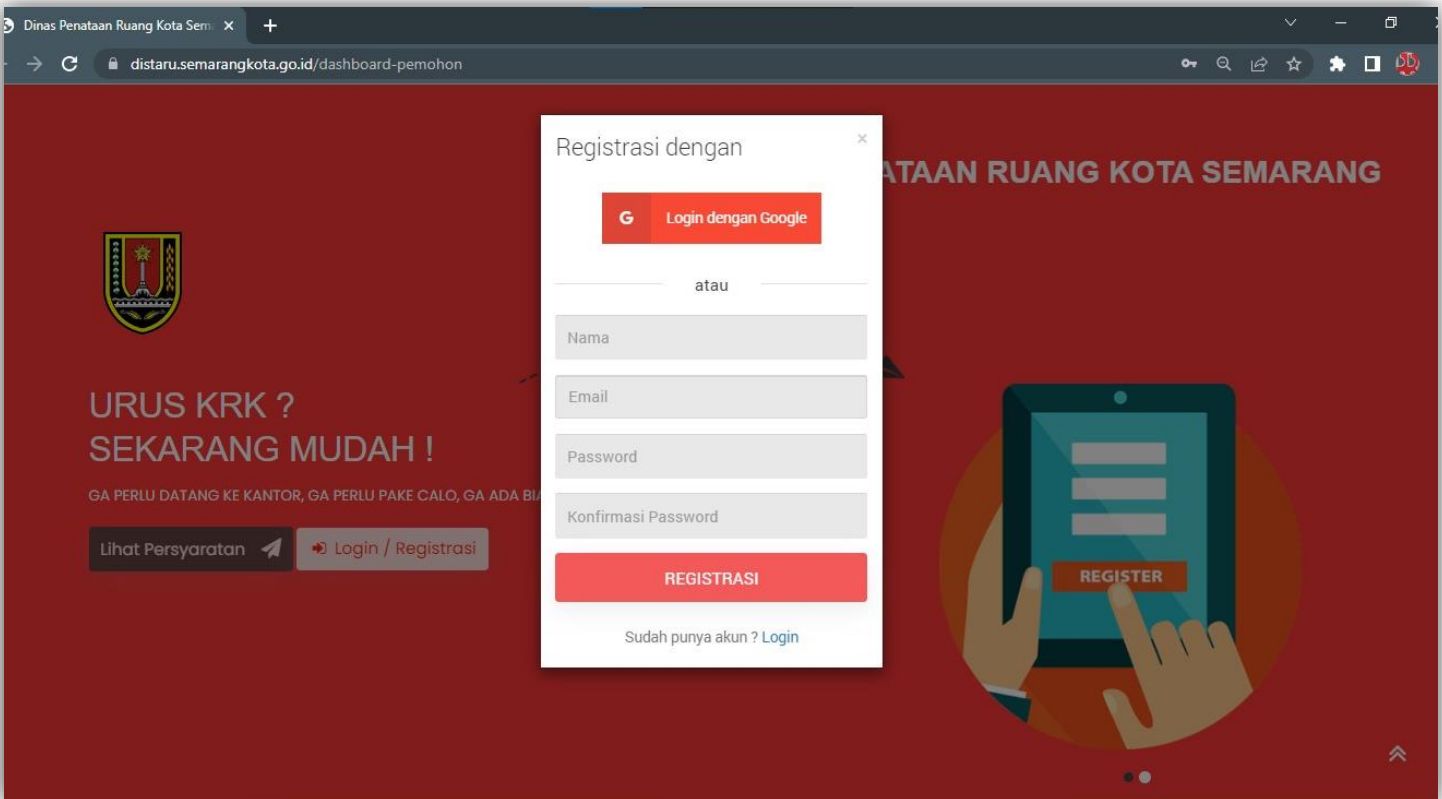 Dinas Penataan Ruang Kota Sem
distaru.semarangkota.go.id/dashboard-pemohon
Registrasi dengan
ATAAN RUANG KOTA SEMARANG
G Login dengan Google
atau
Nama
Email
Password
Konfirmasi Password
REGISTRASI
Sudah punya akun ? Login
URUS KRK ?
SEKARANG MUDAH !
GA PERLU DATANG KE KANTOR, GA PERLU PAKE CALO, GA ADA BI
Lihat Persyaratan
Login / Registrasi
REGISTER